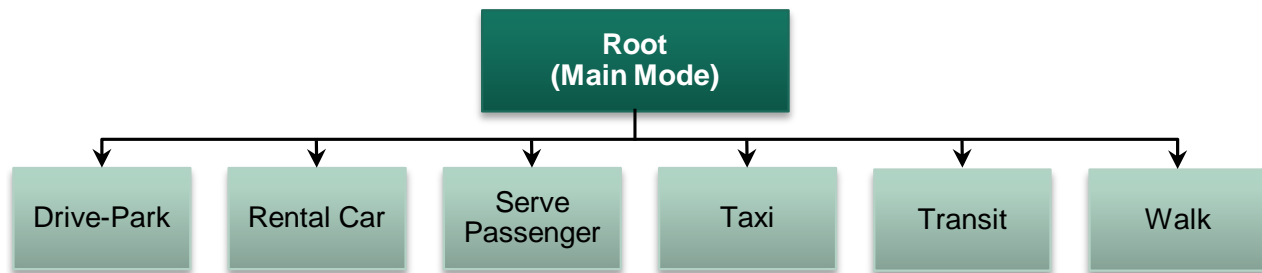 Root
(Main Mode)
Drive-Park
Rental Car
Serve
Passenger
Taxi
Transit
Walk